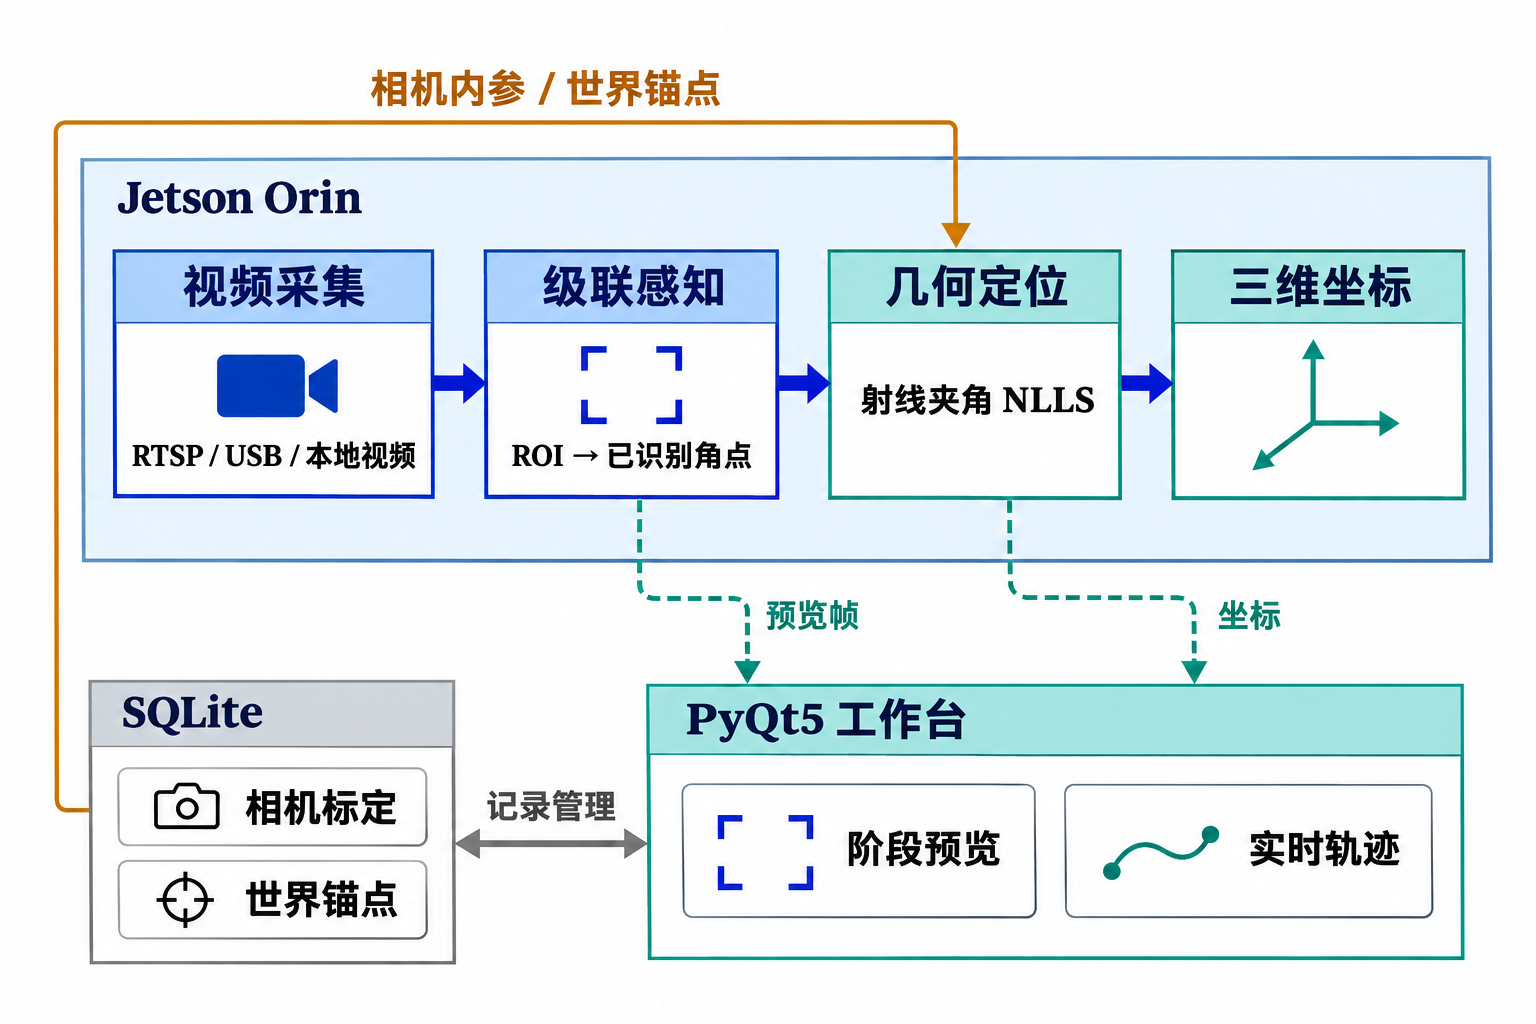 相机内参 / 世界锚点
Jetson Orin
视频采集
RTSP / USB / 本地视频
级联感知
ROI → 已识别角点
几何定位
射线夹角 NLLS
三维坐标
预览帧
坐标
SQLite
相机标定
世界锚点
记录管理
PyQt5 工作台
阶段预览
实时轨迹